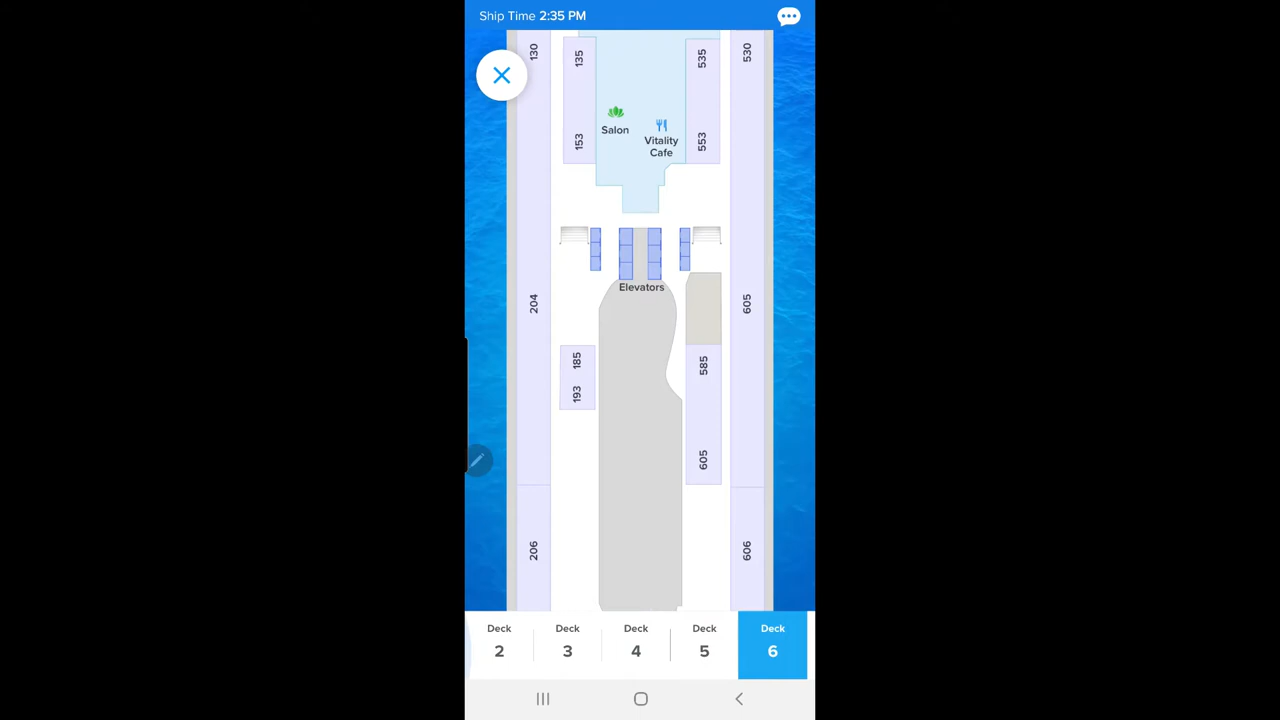 Ship Time 2:35 PM
130
135
535
530
Salon
Vitality
Cafe
153
553
Elevators
204
605
185
585
193
605
206
606
Deck
2
Deck
3
Deck
4
Deck
5
Deck
6